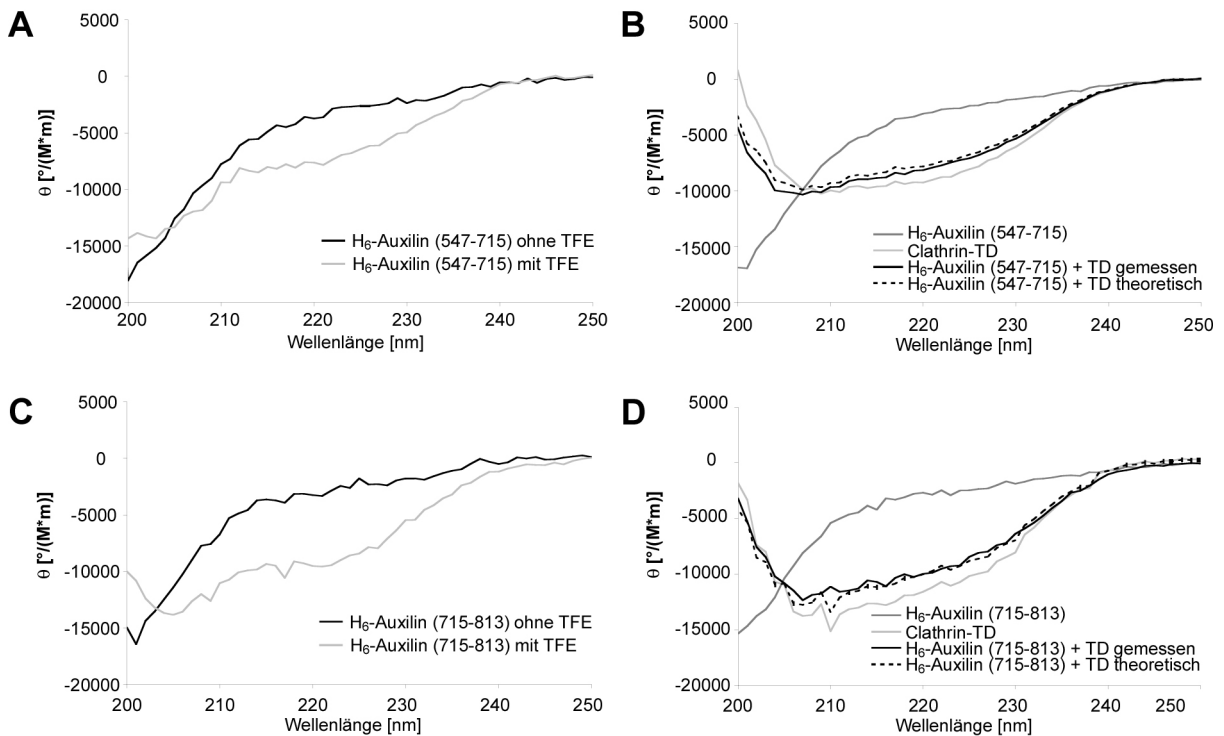 A
5000
0
-5000
-10000
-15000
-20000
θ [°/(M*m)]
H₆-Auxilin (547-715) ohne TFE
H₆-Auxilin (547-715) mit TFE
200 210 220 230 240 250
Wellenlänge [nm]
B
5000
0
-5000
-10000
-15000
-20000
θ [°/(M*m)]
H₆-Auxilin (547-715)
Clathrin-TD
H₆-Auxilin (547-715) + TD gemessen
H₆-Auxilin (547-715) + TD theoretisch
200 210 220 230 240 250
Wellenlänge [nm]
C
5000
0
-5000
-10000
-15000
-20000
θ [°/(M*m)]
H₆-Auxilin (715-813) ohne TFE
H₆-Auxilin (715-813) mit TFE
200 210 220 230 240 250
Wellenlänge [nm]
D
5000
0
-5000
-10000
-15000
-20000
θ [°/(M*m)]
H₆-Auxilin (715-813)
Clathrin-TD
H₆-Auxilin (715-813) + TD gemessen
H₆-Auxilin (715-813) + TD theoretisch
200 210 220 230 240 250
Wellenlänge [nm]